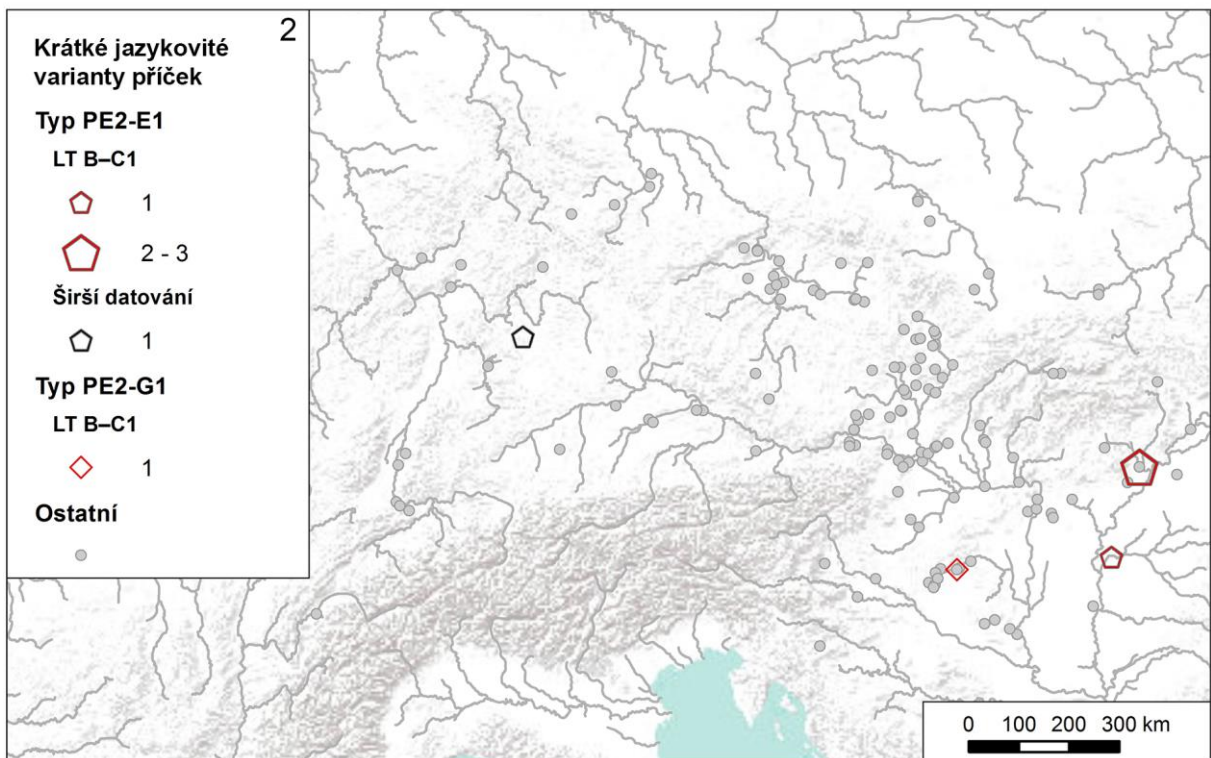 2
Krátké jazykovité
varianty příček
Typ PE2-E1
LT B–C1
1
2 - 3
Širší datování
1
Typ PE2-G1
LT B–C1
1
Ostatní
0 100 200 300 km